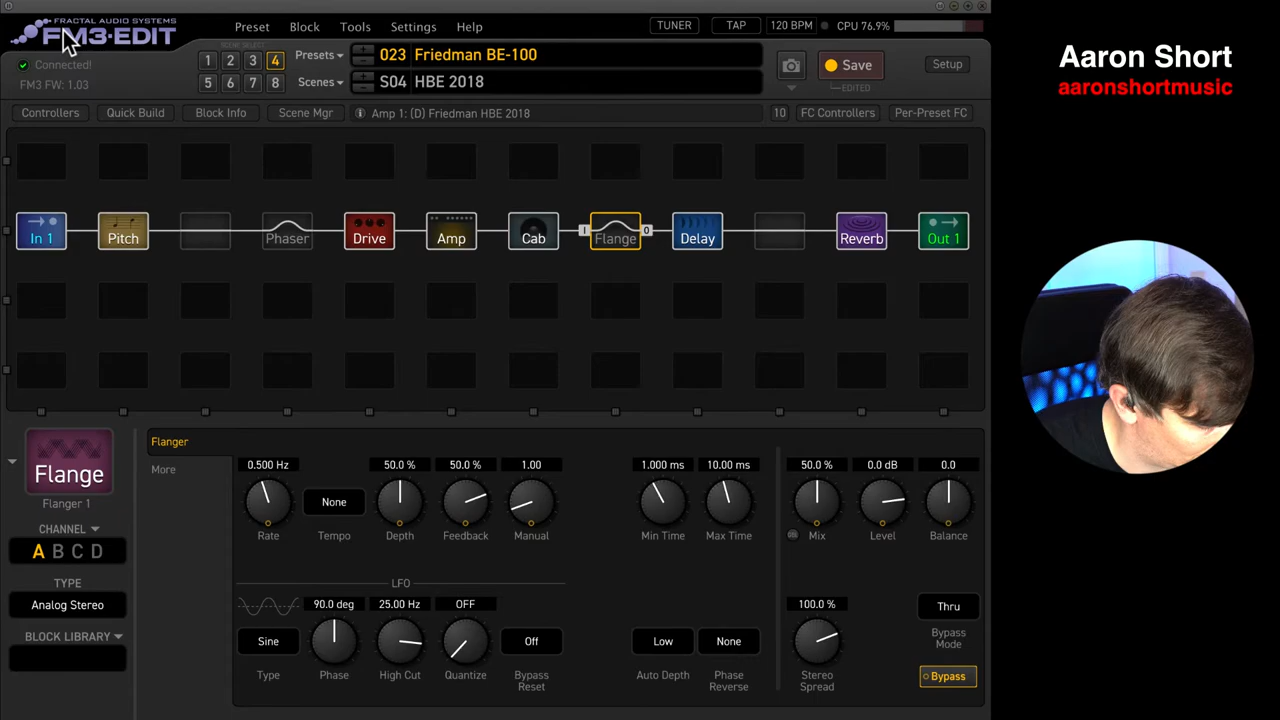 FRACTAL AUDIO SYSTEMS
FM3-EDIT
Connected!
FM3 FW: 1.03
Preset
Block
Tools
Settings
Help
TUNER
TAP
120 BPM
CPU 76.9%
SCENE SELECT
1 2 3 4
5 6 7 8
Presets
023 Friedman BE-100
Scenes
S04 HBE 2018
Save
EDITED
Setup
Controllers
Quick Build
Block Info
Scene Mgr
Amp 1: (D) Friedman HBE 2018
10
FC Controllers
Per-Preset FC
In 1
Pitch
Phaser
Drive
Amp
Cab
I
Flange
O
Delay
Reverb
Out 1
Flange
Flanger 1
CHANNEL
A B C D
TYPE
Analog Stereo
BLOCK LIBRARY
Flanger
More
0.500 Hz
50.0 %
50.0 %
1.00
1.000 ms
10.00 ms
50.0 %
0.0 dB
0.0
None
Rate
Tempo
Depth
Feedback
Manual
Min Time
Max Time
Mix
Level
Balance
LFO
90.0 deg
25.00 Hz
OFF
100.0 %
Thru
Sine
Off
Low
None
Bypass
Mode
Type
Phase
High Cut
Quantize
Bypass
Reset
Auto Depth
Phase
Reverse
Stereo
Spread
Bypass
Aaron Short
aaronshortmusic